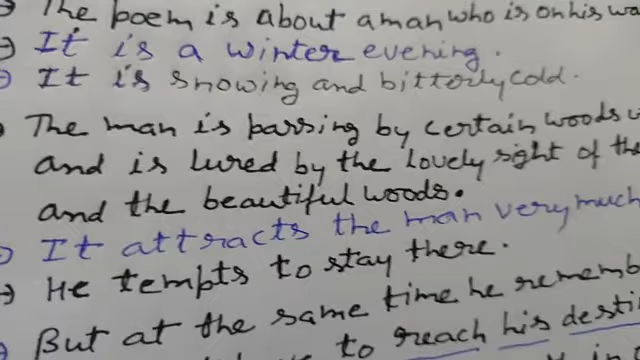 The poem is about a man who is on his wa
It is a winter evening.
It is snowing and bitterly cold.
The man is passing by certain woods
and is lured by the lovely sight of the
and the beautiful woods.
It attracts the man very much
He tempts to stay there.
But at the same time he rememb
to reach his desti